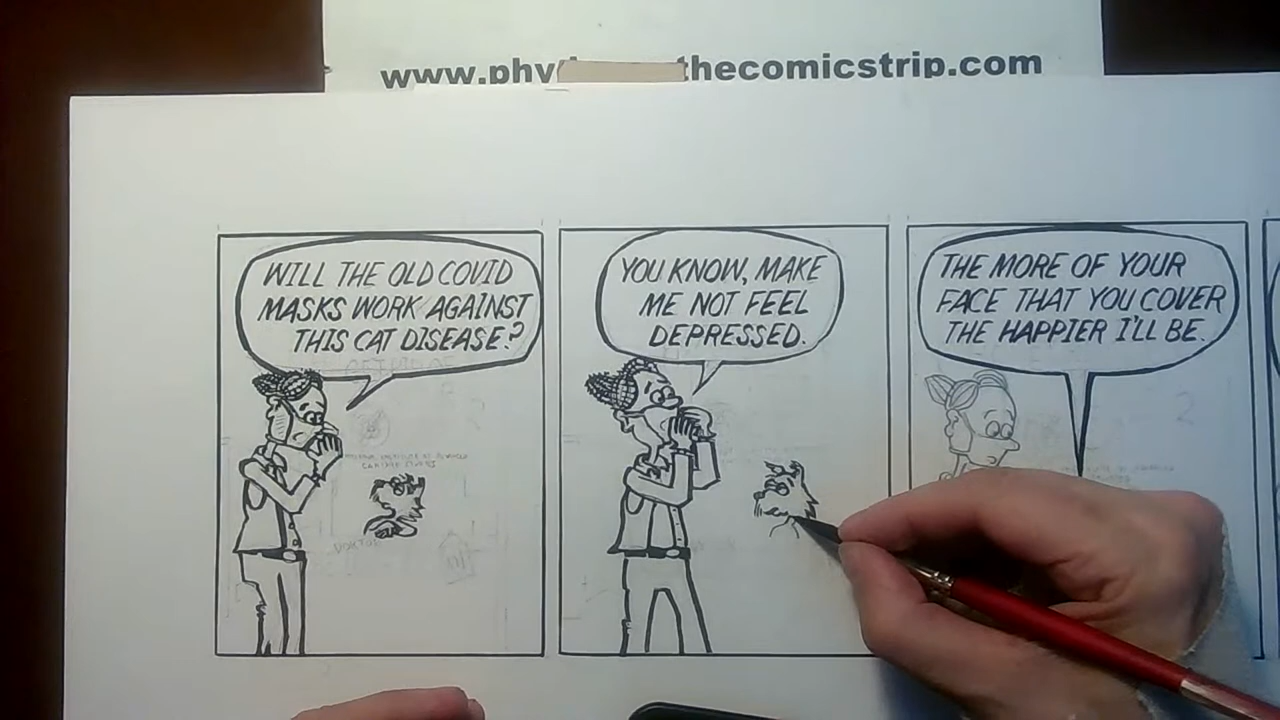 www.phy thecomicstrip.com
WILL THE OLD COVID
MASKS WORK AGAINST
THIS CAT DISEASE?
YOU KNOW, MAKE
ME NOT FEEL
DEPRESSED.
THE MORE OF YOUR
FACE THAT YOU COVER
THE HAPPIER I'LL BE.
2